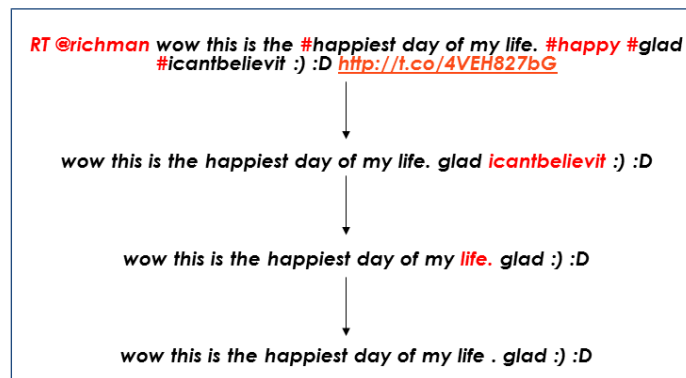 RT @richman wow this is the #happiest day of my life. #happy #glad
#icantbelievit :) :D http://t.co/4VEH827bG
wow this is the happiest day of my life. glad icantbelievit :) :D
wow this is the happiest day of my life. glad :) :D
wow this is the happiest day of my life . glad :) :D